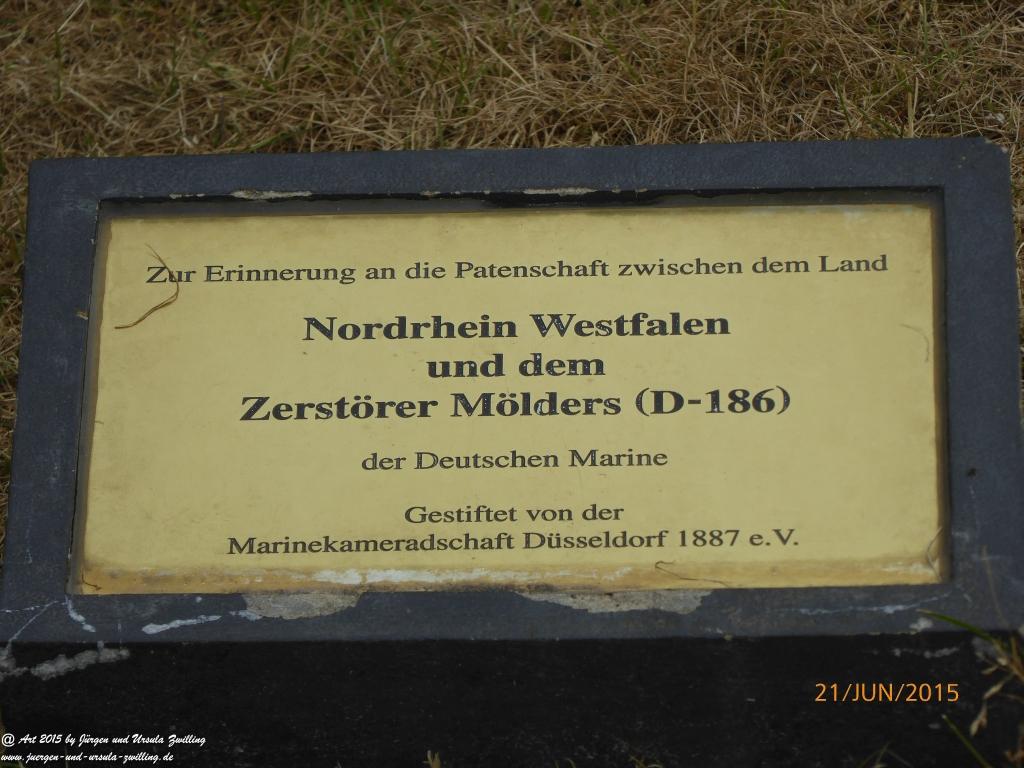 Zur Erinnerung an die Patenschaft zwischen dem Land
Nordrhein Westfalen
und dem
Zerstörer Mölders (D-186)
der Deutschen Marine
Gestiftet von der
Marinekameradschaft Düsseldorf 1887 e.V.
21/JUN/2015
@ Art 2015 by Jürgen und Ursula Zwilling
www.juergen-und-ursula-zwilling.de